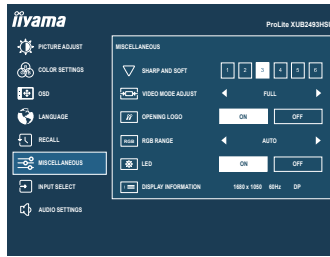 iiyama
ProLite XUB2493HSU
PICTURE ADJUST
COLOR SETTINGS
OSD
LANGUAGE
RECALL
MISCELLANEOUS
INPUT SELECT
AUDIO SETTINGS
MISCELLANEOUS
SHARP AND SOFT 1 2 3 4 5 6
VIDEO MODE ADJUST FULL
OPENING LOGO ON OFF
RGB RGB RANGE AUTO
LED ON OFF
DISPLAY INFORMATION 1680 x 1050 60Hz DP